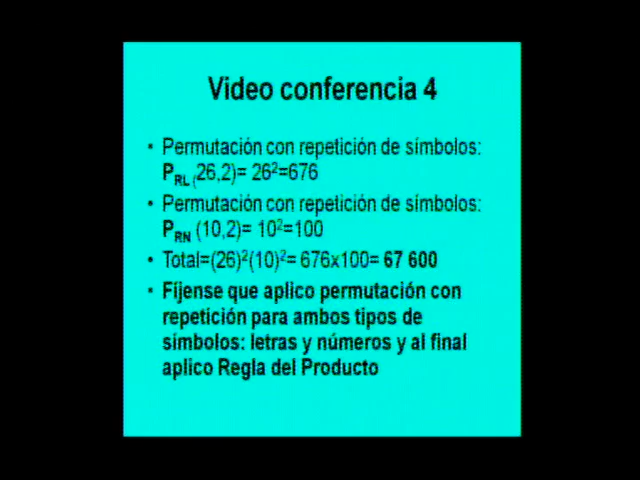 Video conferencia 4
• Permutación con repetición de símbolos:
P_RL (26,2)= 26²=676
• Permutación con repetición de símbolos:
P_RN (10,2)= 10²=100
• Total=(26)²(10)²= 676x100= 67 600
• Fíjense que aplico permutación con
repetición para ambos tipos de
símbolos: letras y números y al final
aplico Regla del Producto